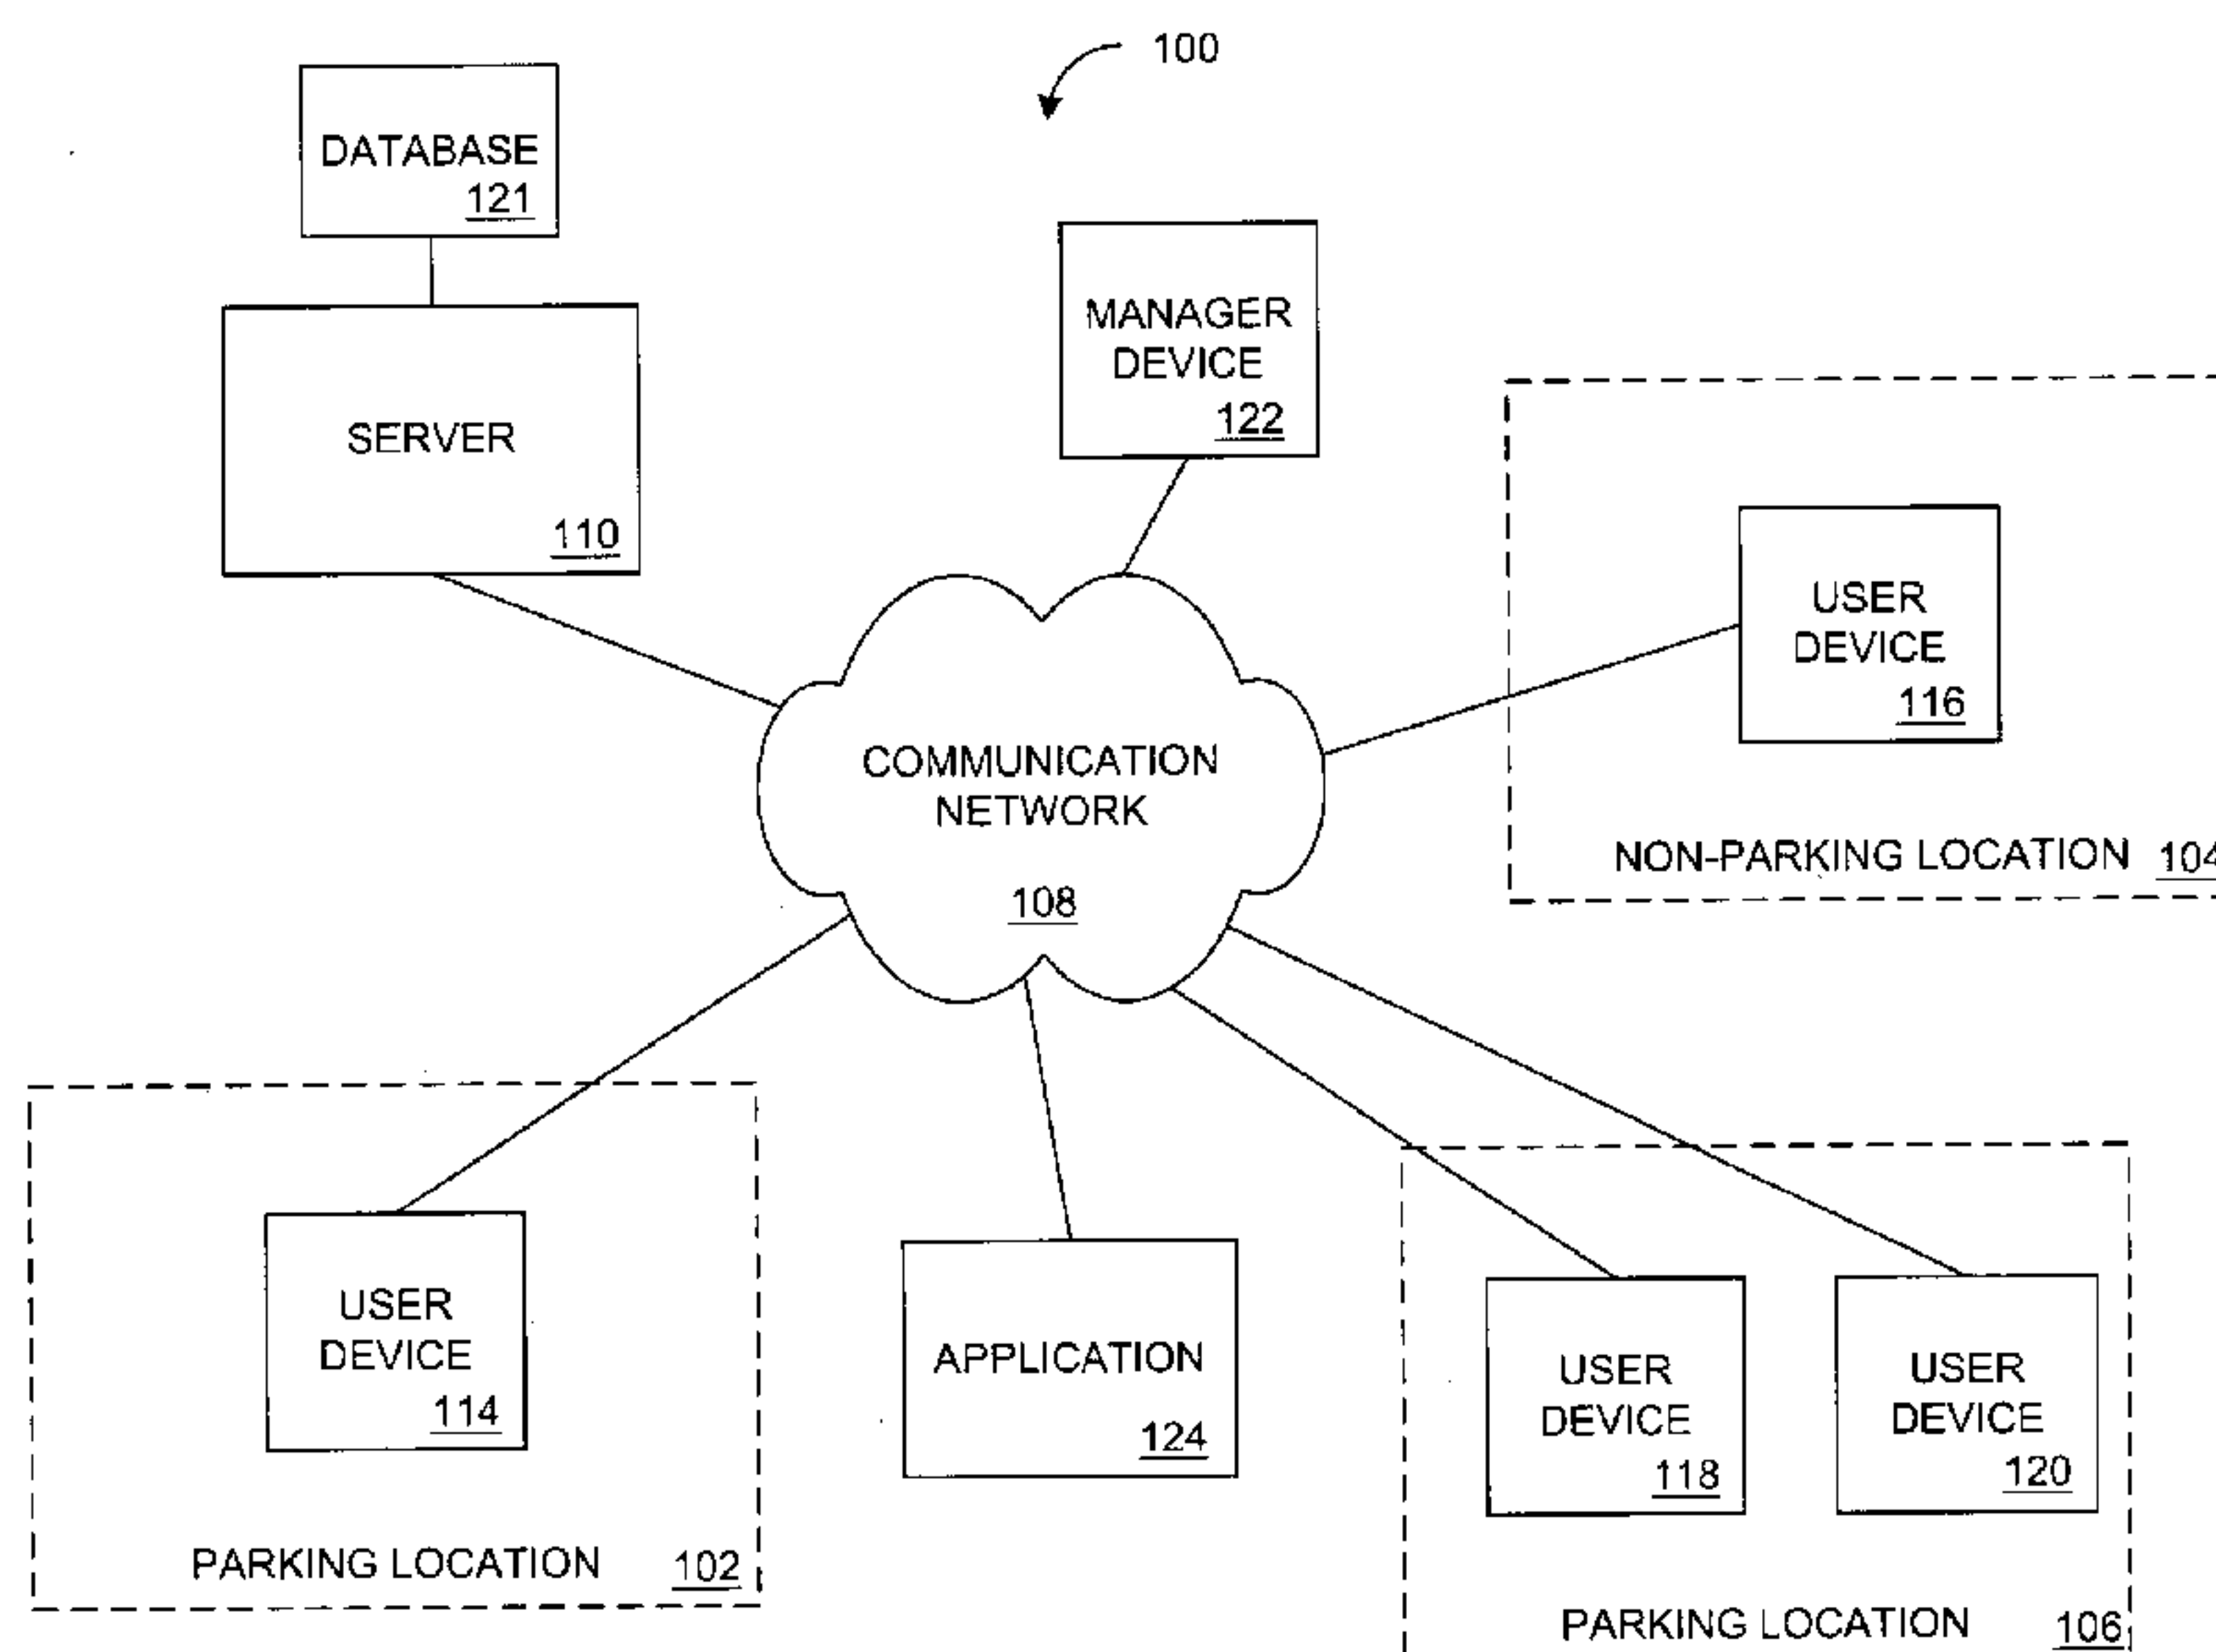 100
DATABASE
121
MANAGER
DEVICE
122
SERVER
110
USER
DEVICE
116
NON-PARKING LOCATION 104
COMMUNICATION
NETWORK
108
USER
DEVICE
114
PARKING LOCATION 102
APPLICATION
124
USER
DEVICE
118
USER
DEVICE
120
PARKING LOCATION 106